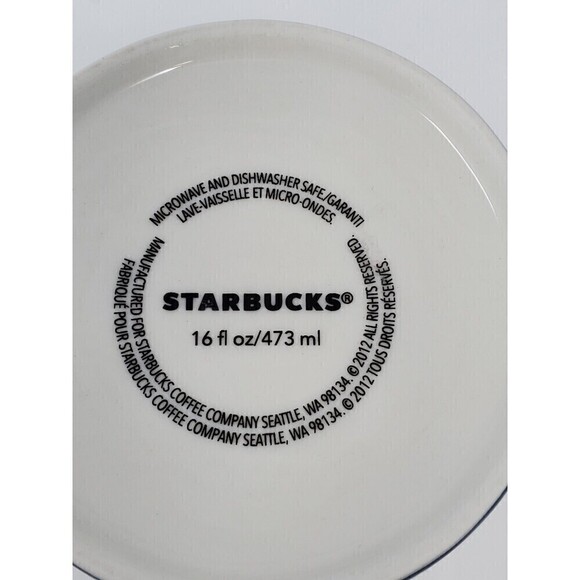 MICROWAVE AND DISHWASHER SAFE/GARANTI
LAVE-VAISSELLE ET MICRO-ONDES.
STARBUCKS®
16 fl oz/473 ml
MANUFACTURED FOR STARBUCKS COFFEE COMPANY SEATTLE, WA 98134. © 2012 ALL RIGHTS RESERVED.
FABRIQUÉ POUR STARBUCKS COFFEE COMPANY SEATTLE, WA 98134. © 2012 TOUS DROITS RÉSERVÉS.